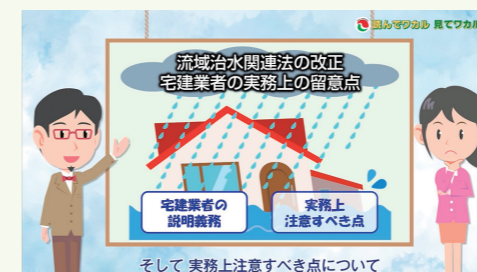 読んでワカル 見てワカル
流域治水関連法の改正
宅建業者の実務上の留意点
宅建業者の
説明義務
実務上
注意すべき点
そして 実務上注意すべき点について